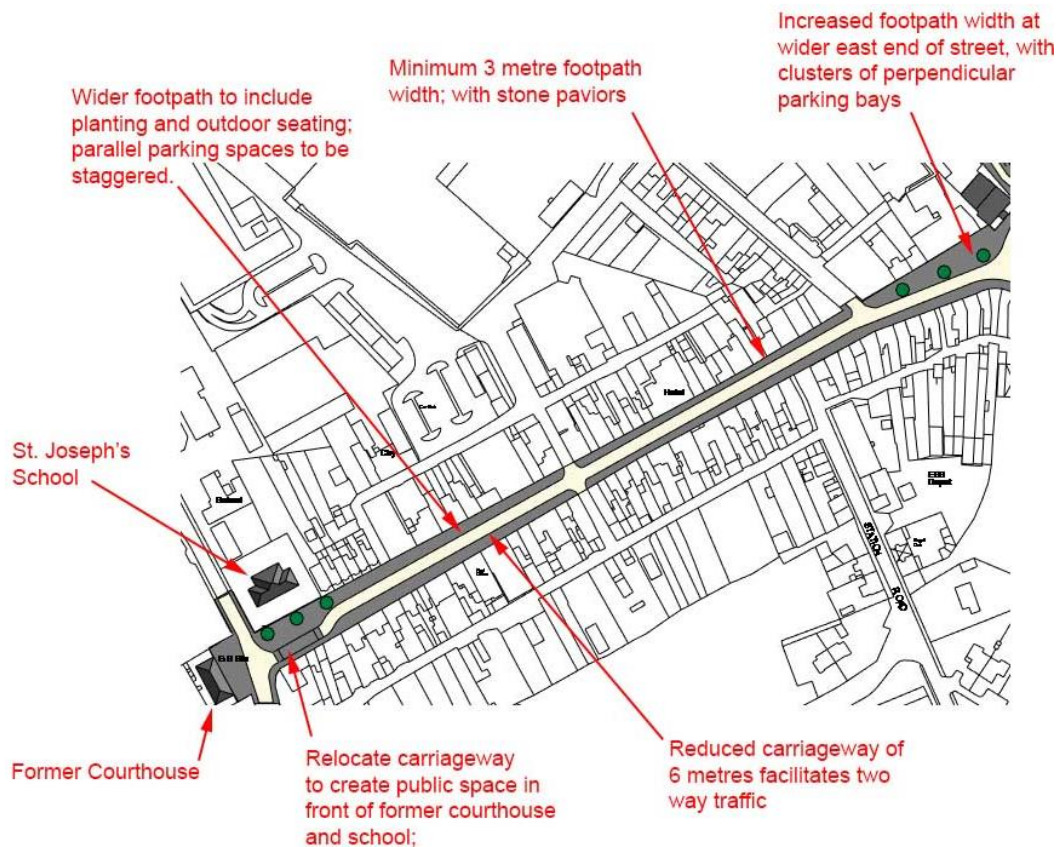 Increased footpath width at
wider east end of street, with
clusters of perpendicular
parking bays
Minimum 3 metre footpath
width; with stone paviors
Wider footpath to include
planting and outdoor seating;
parallel parking spaces to be
staggered.
Hotel
ESB
Depot
STATION
ROAD
St. Joseph's
School
Former Courthouse
Relocate carriageway
to create public space in
front of former courthouse
and school;
Reduced carriageway of
6 metres facilitates two
way traffic